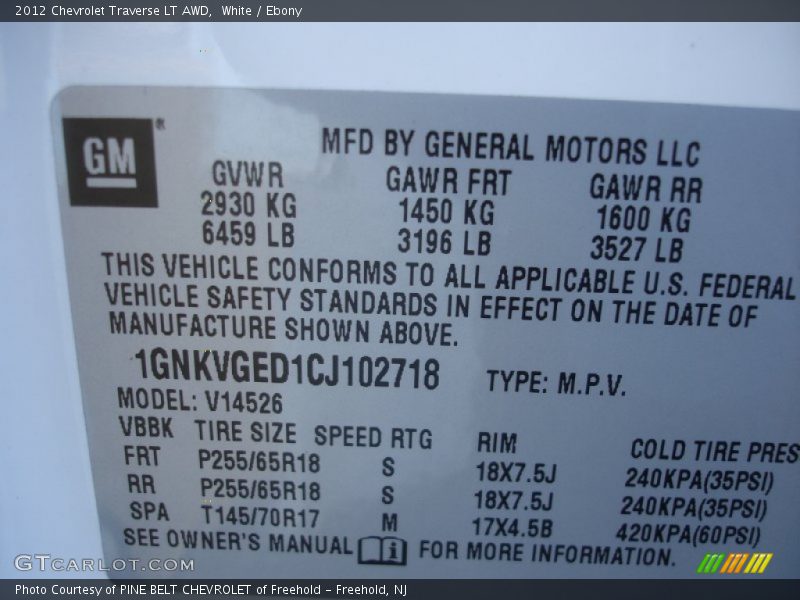 2012 Chevrolet Traverse LT AWD, White / Ebony
GM®
MFD BY GENERAL MOTORS LLC
GVWR GAWR FRT GAWR RR
2930 KG 1450 KG 1600 KG
6459 LB 3196 LB 3527 LB
THIS VEHICLE CONFORMS TO ALL APPLICABLE U.S. FEDERAL
VEHICLE SAFETY STANDARDS IN EFFECT ON THE DATE OF
MANUFACTURE SHOWN ABOVE.
1GNKVGED1CJ102718 TYPE: M.P.V.
MODEL: V14526
VBBK TIRE SIZE SPEED RTG RIM COLD TIRE PRES
FRT P255/65R18 S 18X7.5J 240KPA(35PSI)
RR P255/65R18 S 18X7.5J 240KPA(35PSI)
SPA T145/70R17 M 17X4.5B 420KPA(60PSI)
SEE OWNER'S MANUAL i FOR MORE INFORMATION.
GTCARLOT.COM
Photo Courtesy of PINE BELT CHEVROLET of Freehold - Freehold, NJ